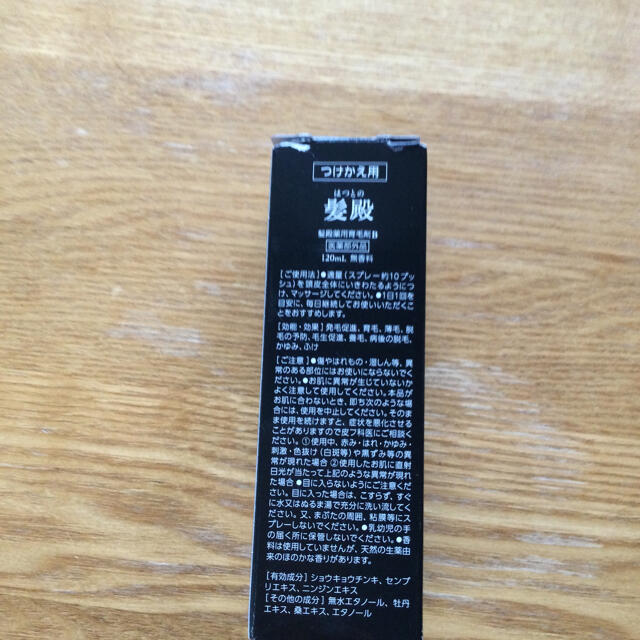 つけかえ用
はつとの
髪殿
髪殿薬用育毛剤B
医薬部外品
120mL 無香料
[ご使用法]●適量(スプレー約10プッ
シュ)を頭皮全体にいきわたるようにつ
け、マッサージしてください。●1日1回を
目安に、毎日継続してお使いいただくこ
とをおすすめします。
[効能・効果]発毛促進、育毛、薄毛、脱
毛の予防、毛生促進、養毛、病後の脱毛、
かゆみ、ふけ
[ご注意]●傷やはれもの・湿しん等、異
常のある部位にはお使いにならないでく
ださい。●お肌に異常が生じていないか
よく注意して使用してください。本品が
お肌に合わないとき、即ち次のような場
合には、使用を中止してください。そのま
ま使用を続けますと、症状を悪化させる
ことがありますので皮フ科医にご相談く
ださい。①使用中、赤み・はれ・かゆみ・
刺激・色抜け(白斑等)や黒ずみ等の異
常が現れた場合②使用したお肌に直射
日光が当たって上記のような異常が現れ
た場合●目に入らないようにご注意くだ
さい。目に入った場合は、こすらず、すぐ
に水又はぬるま湯で充分に洗い流してく
ださい。又、まぶたの周囲、粘膜等にス
プレーしないでください。●乳幼児の手
の届く所に保管しないでください。●香
料は使用していませんが、天然の生薬由
来のほのかな香りがあります。
[有効成分]ショウキョウチンキ、センブ
リエキス、ニンジンエキス
[その他の成分]無水エタノール、牡丹
エキス、桑エキス、エタノール